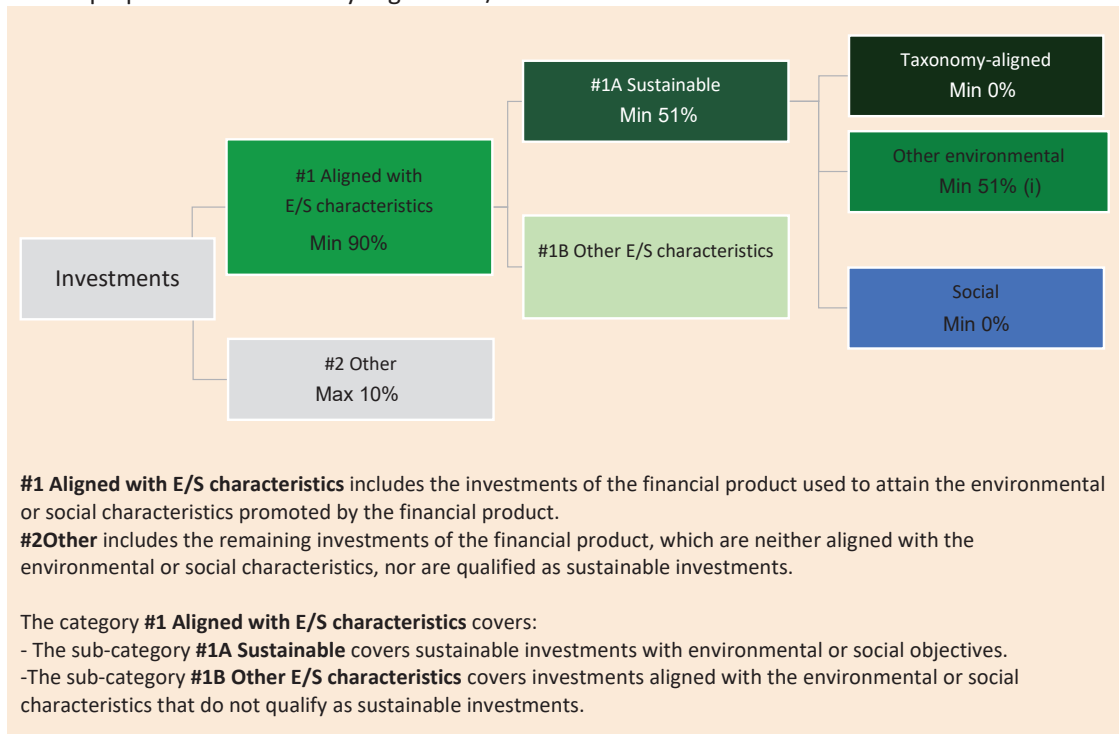 Investments
#1 Aligned with
E/S characteristics
Min 90%
#2 Other
Max 10%
#1A Sustainable
Min 51%
#1B Other E/S characteristics
Taxonomy-aligned
Min 0%
Other environmental
Min 51% (i)
Social
Min 0%
#1 Aligned with E/S characteristics includes the investments of the financial product used to attain the environmental
or social characteristics promoted by the financial product.
#2Other includes the remaining investments of the financial product, which are neither aligned with the
environmental or social characteristics, nor are qualified as sustainable investments.
The category #1 Aligned with E/S characteristics covers:
- The sub-category #1A Sustainable covers sustainable investments with environmental or social objectives.
-The sub-category #1B Other E/S characteristics covers investments aligned with the environmental or social
characteristics that do not qualify as sustainable investments.